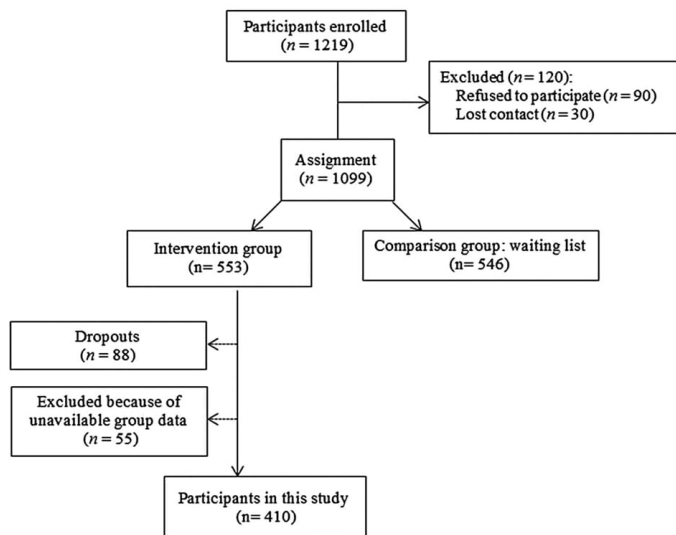 Participants enrolled
(n = 1219)
Excluded (n = 120):
Refused to participate (n = 90)
Lost contact (n = 30)
Assignment
(n = 1099)
Intervention group
(n= 553)
Comparison group: waiting list
(n= 546)
Dropouts
(n = 88)
Excluded because of
unavailable group data
(n = 55)
Participants in this study
(n= 410)